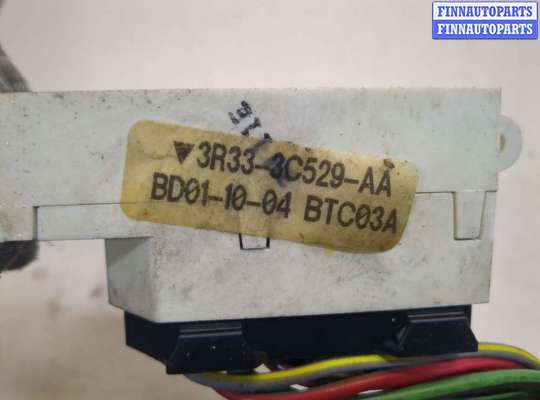 FINNAUTOPARTS
FINNAUTOPARTS
3R33-3C529-AA
BD01-10-04 BTC03A